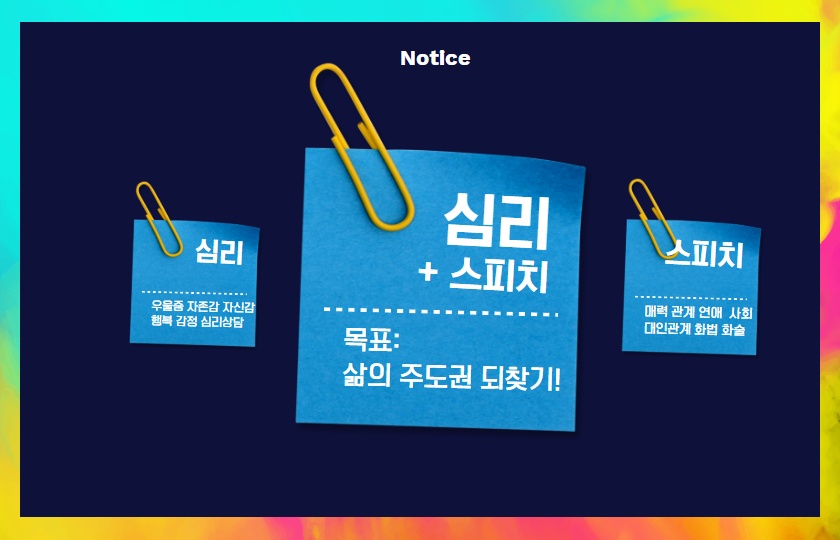 Notice
심리
우울즘 자존감 자신감
행복 감정 심리상담
심리
+ 스피치
목표:
삶의 주도권 되찾기!
스피치
매력 관계 연애 사회
대인관계 화법 화술